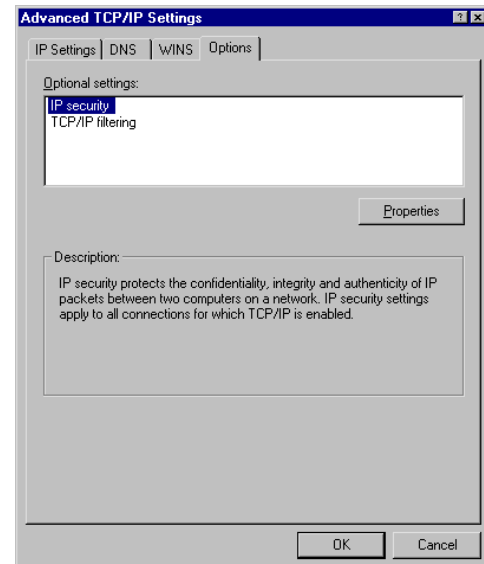 Advanced TCP/IP Settings
IP Settings DNS WINS Options
Optional settings:
IP security
TCP/IP filtering
Properties
Description:
IP security protects the confidentiality, integrity and authenticity of IP
packets between two computers on a network. IP security settings
apply to all connections for which TCP/IP is enabled.
OK Cancel